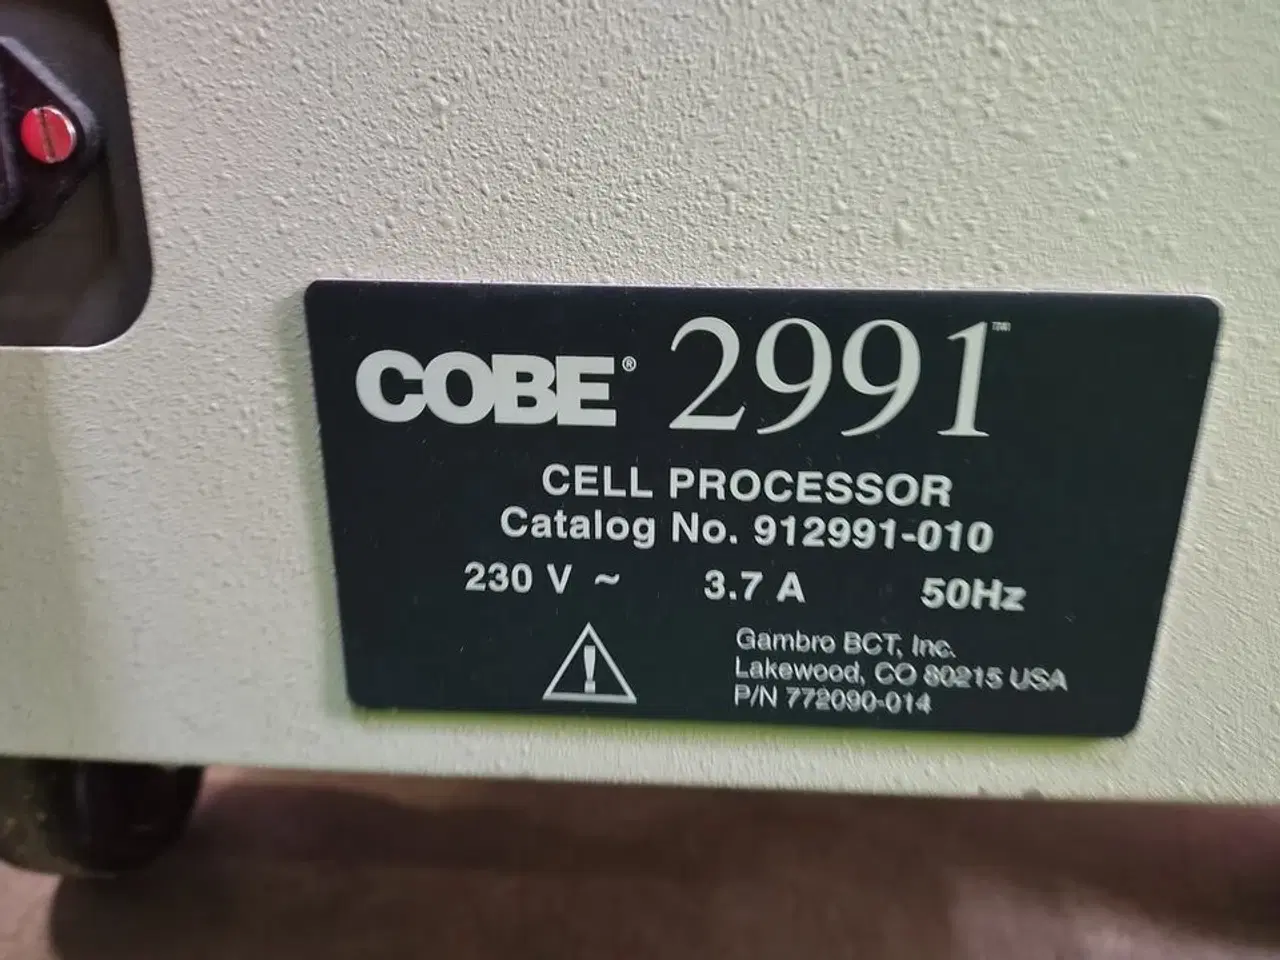 COBE® 2991™
CELL PROCESSOR
Catalog No. 912991-010
230 V ~ 3.7 A 50Hz
Gambro BCT, Inc.
Lakewood, CO 80215 USA
P/N 772090-014